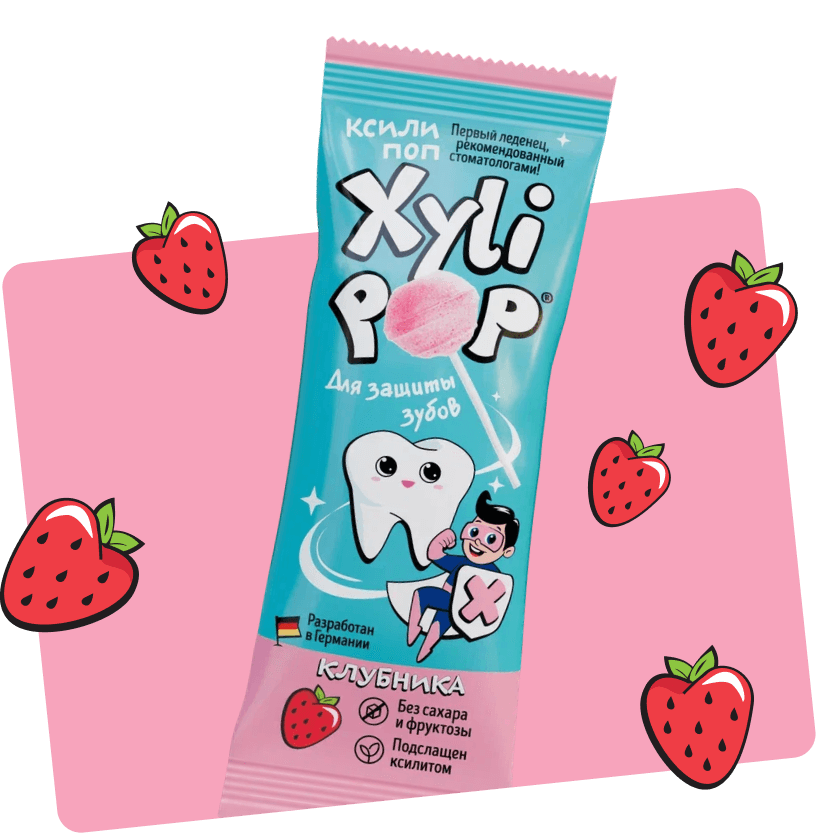 КСИЛИ
ПОП
Первый леденец,
рекомендованный
стоматологами!
Xyli
POP®
Для защиты
зубов
X
Разработан
в Германии
КЛУБНИКА
Без сахара
и фруктозы
Подслащен
ксилитом